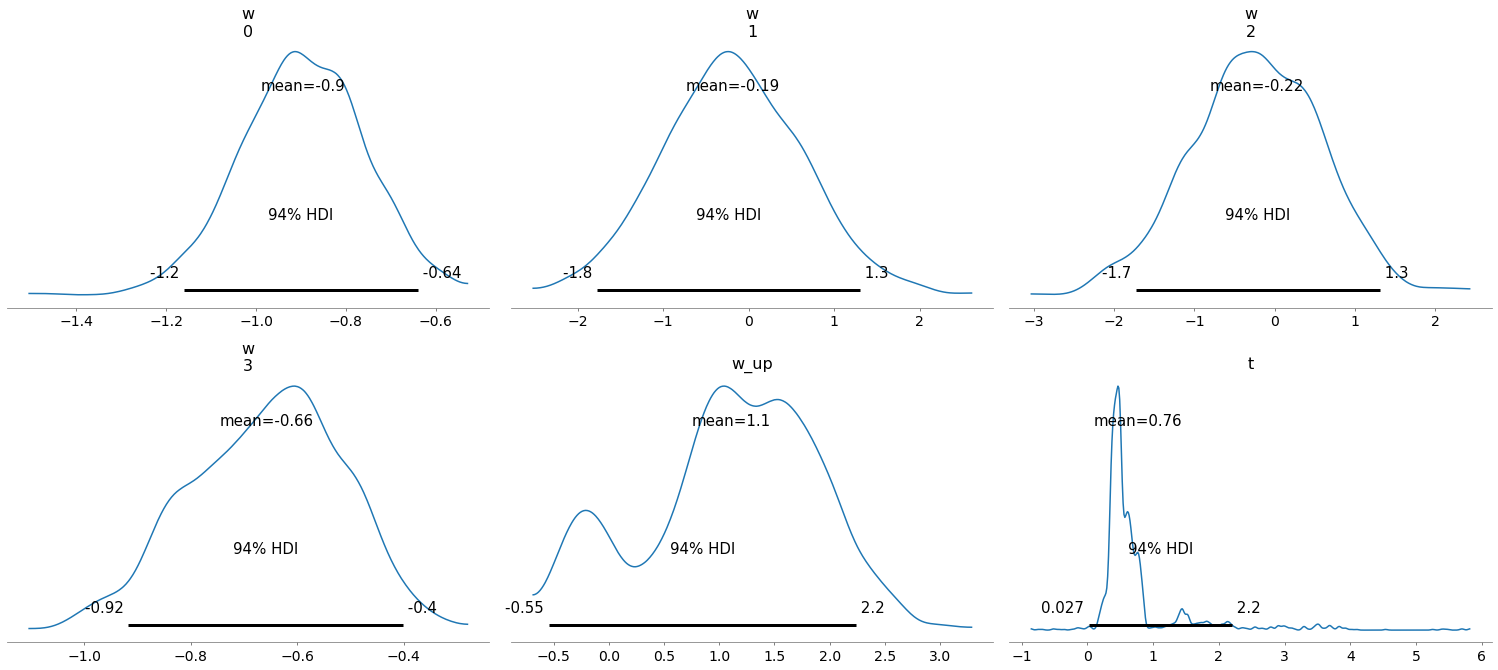 w
0
mean=-0.9
94% HDI
-1.2
-0.64
−1.4
−1.2
−1.0
−0.8
−0.6
w
1
mean=-0.19
94% HDI
-1.8
1.3
−2
−1
0
1
2
w
2
mean=-0.22
94% HDI
-1.7
1.3
−3
−2
−1
0
1
2
w
3
mean=-0.66
94% HDI
-0.92
-0.4
−1.0
−0.8
−0.6
−0.4
w_up
mean=1.1
94% HDI
-0.55
2.2
−0.5
0.0
0.5
1.0
1.5
2.0
2.5
3.0
t
mean=0.76
94% HDI
0.027
2.2
−1
0
1
2
3
4
5
6